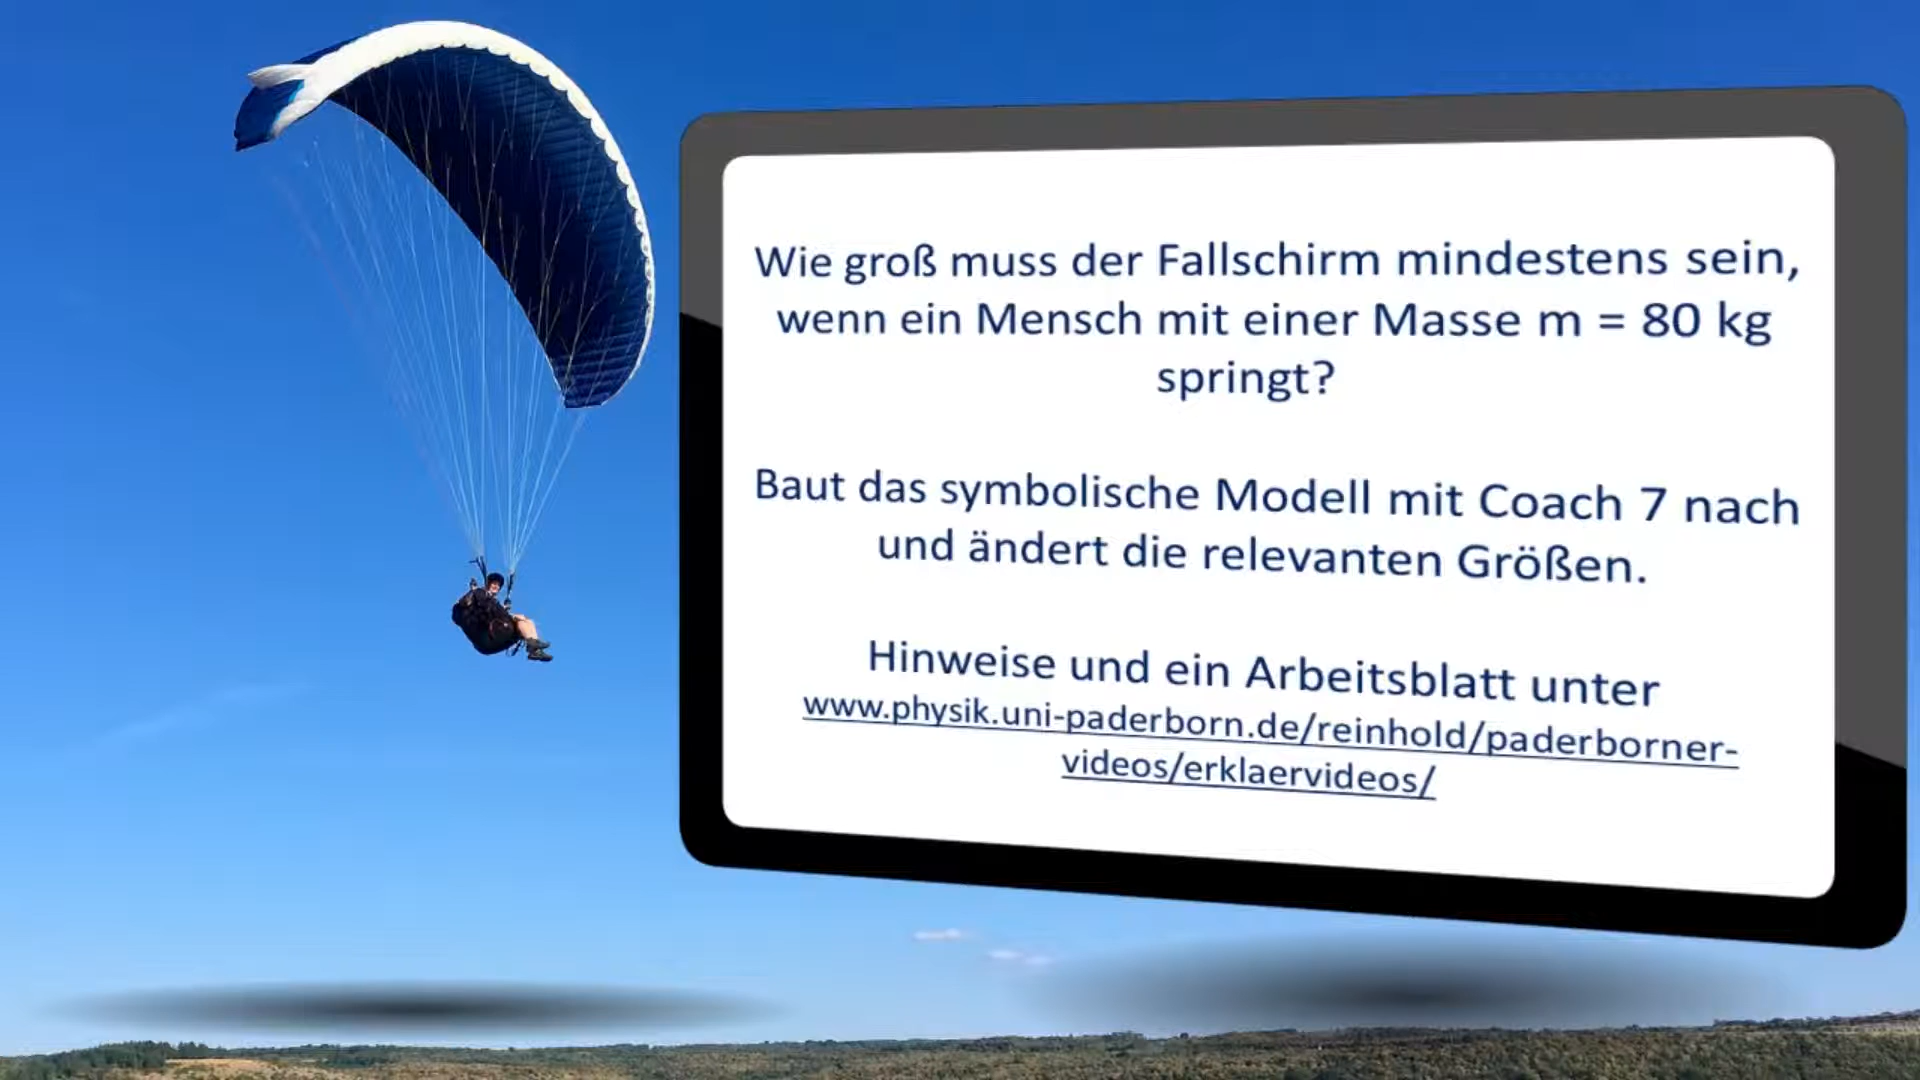 Wie groß muss der Fallschirm mindestens sein,
wenn ein Mensch mit einer Masse m = 80 kg
springt?
Baut das symbolische Modell mit Coach 7 nach
und ändert die relevanten Größen.
Hinweise und ein Arbeitsblatt unter
www.physik.uni-paderborn.de/reinhold/paderborner-
videos/erklaervideos/